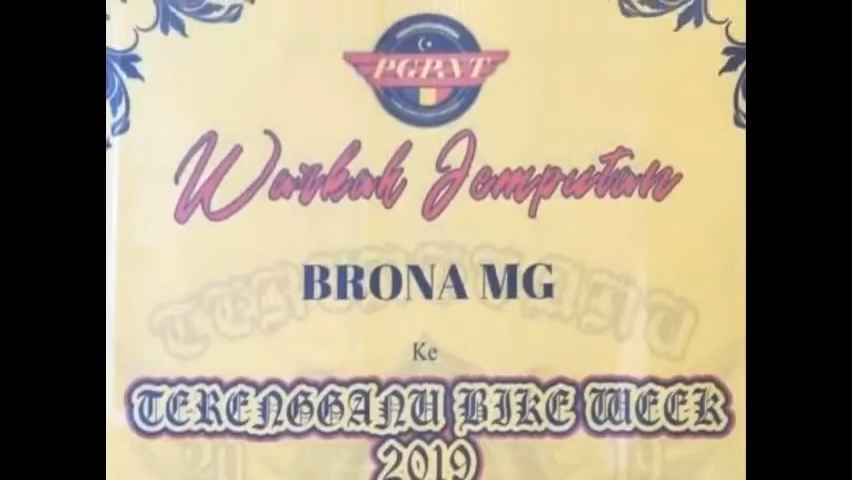 PGPNT
Warkah Jemputan
BRONA MG
Ke
TERENGGANU BIKE WEEK
2019